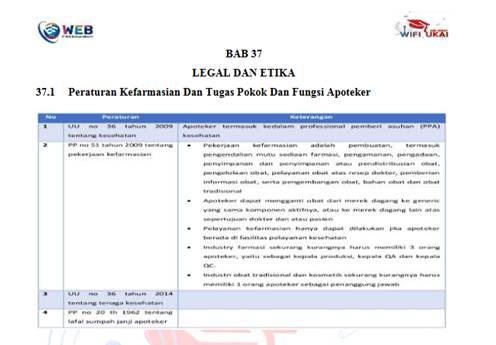 WEB
WIFI UKAI
BAB 37
LEGAL DAN ETIKA
37.1 Peraturan Kefarmasian Dan Tugas Pokok Dan Fungsi Apoteker
No Peraturan Keterangan
1 UU no 36 tahun 2009 tentang kesehatan
Apoteker termasuk kedalam professional pemberi asuhan (PPA) kesehatan
2 PP no 51 tahun 2009 tentang pekerjaan kefarmasian
• Pekerjaan kefarmasian adalah pembuatan, termasuk
pengendalian mutu sediaan farmasi, pengamanan, pengadaan,
penyimpanan dan penyimpanan atau pendistribusian obat,
pengelolaan obat, pelayanan obat atas resep dokter, pemberian
informasi obat, serta pengembangan obat, bahan obat dan obat
tradisional
• Apoteker dapat mengganti obat dari merek dagang ke generic
yang sama komponen aktifnya, atau ke merek dagang lain atas
sepertujuan dokter dan atau pasien
• Pelayanan kefarmasian hanya dapat dilakukan jika apoteker
berada di fasilitas pelayanan kesehatan
• Industry farmasi sekurang kurangnya harus memiliki 3 orang
apoteker, yaitu sebagai kepala produksi, kepala QA dan kepala
QC.
• Industri obat tradisional dan kosmetik sekurang kurangnya harus
memiliki 1 orang apoteker sebagai penanggung jawab
3 UU no 36 tahun 2014
tentang tenaga kesehatan
4 PP no 20 th 1962 tentang
lafal sumpah janji apoteker